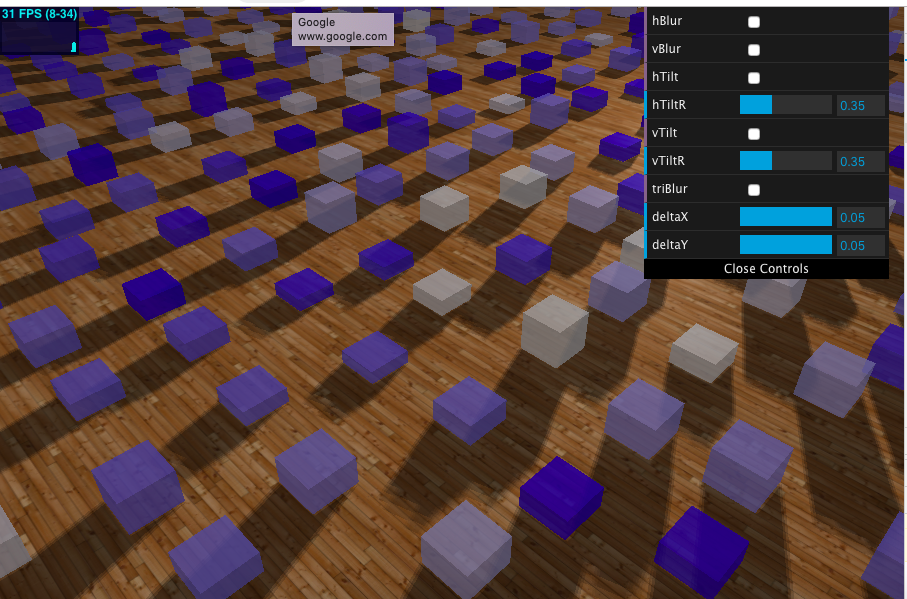 31 FPS (8-34)
Google
www.google.com
hBlur
vBlur
hTilt
hTiltR 0.35
vTilt
vTiltR 0.35
triBlur
deltaX 0.05
deltaY 0.05
Close Controls